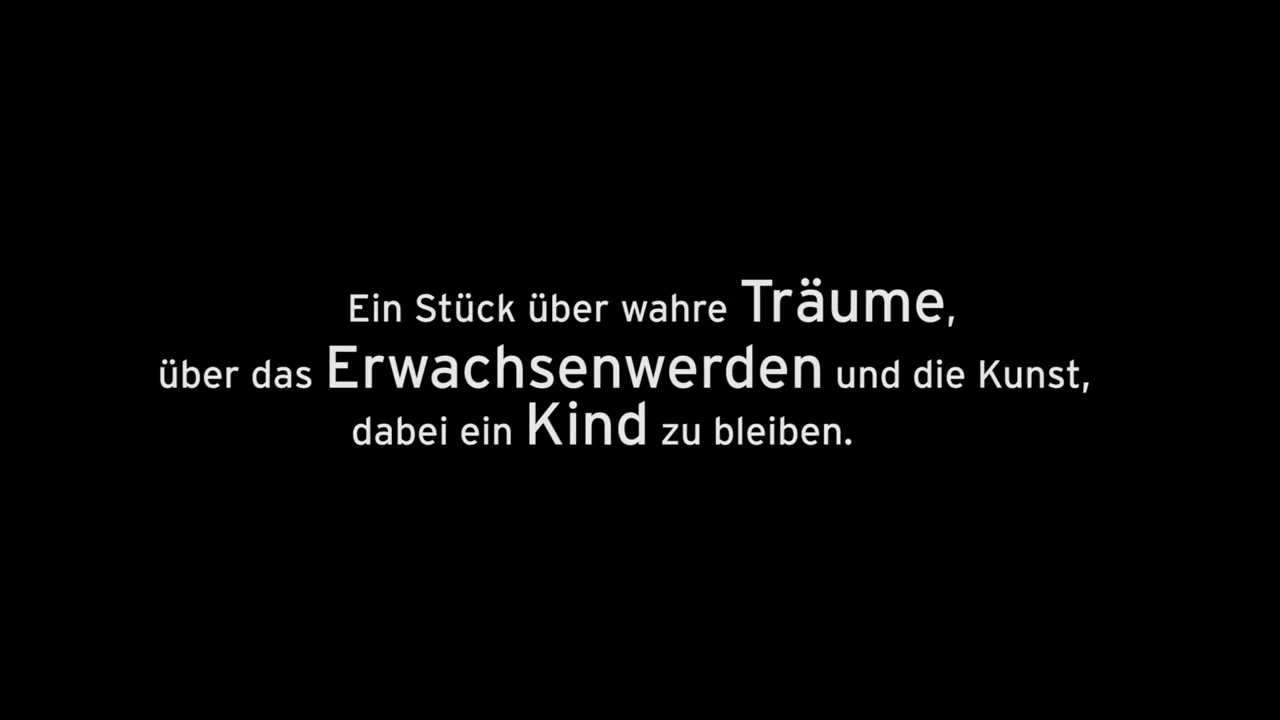 Ein Stück über wahre Träume,
über das Erwachsenwerden und die Kunst,
dabei ein Kind zu bleiben.